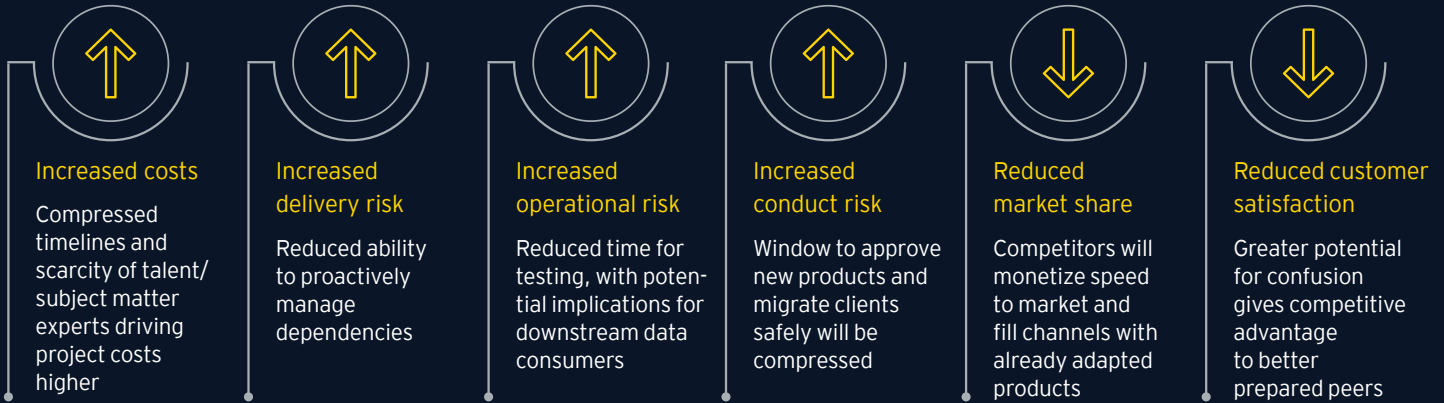 Increased costs
Compressed
timelines and
scarcity of talent/
subject matter
experts driving
project costs
higher
Increased
delivery risk
Reduced ability
to proactively
manage
dependencies
Increased
operational risk
Reduced time for
testing, with poten-
tial implications for
downstream data
consumers
Increased
conduct risk
Window to approve
new products and
migrate clients
safely will be
compressed
Reduced
market share
Competitors will
monetize speed
to market and
fill channels with
already adapted
products
Reduced customer
satisfaction
Greater potential
for confusion
gives competitive
advantage
to better
prepared peers